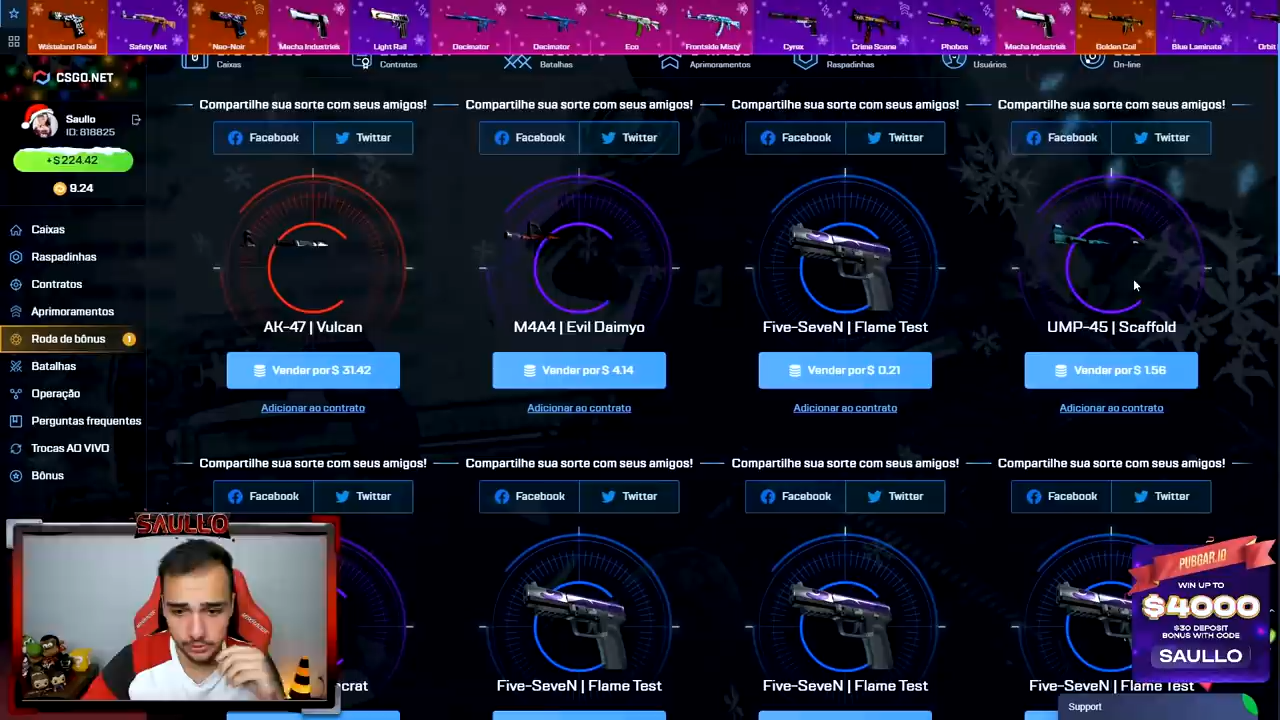 Wasteland Rebel
Safety Net
Neo-Noir
Mecha Industries
Light Rail
Decimator
Decimator
Eco
Frontside Misty
Cyrex
Crime Scene
Phobos
Mecha Industries
Golden Coil
Blue Laminate
Orbit
Caixas
Contratos
Batalhas
Aprimoramentos
Raspadinhas
Usuários
On-line
CSGO.NET
Saullo
ID: 818825
+$ 224.42
9.24
Caixas
Raspadinhas
Contratos
Aprimoramentos
Roda de bônus 1
Batalhas
Operação
Perguntas frequentes
Trocas AO VIVO
Bônus
Compartilhe sua sorte com seus amigos!
Facebook
Twitter
AK-47 | Vulcan
Vender por $ 31.42
Adicionar ao contrato
Compartilhe sua sorte com seus amigos!
Facebook
Twitter
M4A4 | Evil Daimyo
Vender por $ 4.14
Adicionar ao contrato
Compartilhe sua sorte com seus amigos!
Facebook
Twitter
Five-SeveN | Flame Test
Vender por $ 0.21
Adicionar ao contrato
Compartilhe sua sorte com seus amigos!
Facebook
Twitter
UMP-45 | Scaffold
Vender por $ 1.56
Adicionar ao contrato
Compartilhe sua sorte com seus amigos!
Facebook
Twitter
crat
Compartilhe sua sorte com seus amigos!
Facebook
Twitter
Five-SeveN | Flame Test
Compartilhe sua sorte com seus amigos!
Facebook
Twitter
Five-SeveN | Flame Test
Compartilhe sua sorte com seus amigos!
Facebook
Twitter
Five-SeveN | Flame Test
SAULLO
PUBGAR.IO
WIN UP TO
$4000
$30 DEPOSIT
BONUS WITH CODE
SAULLO
Support